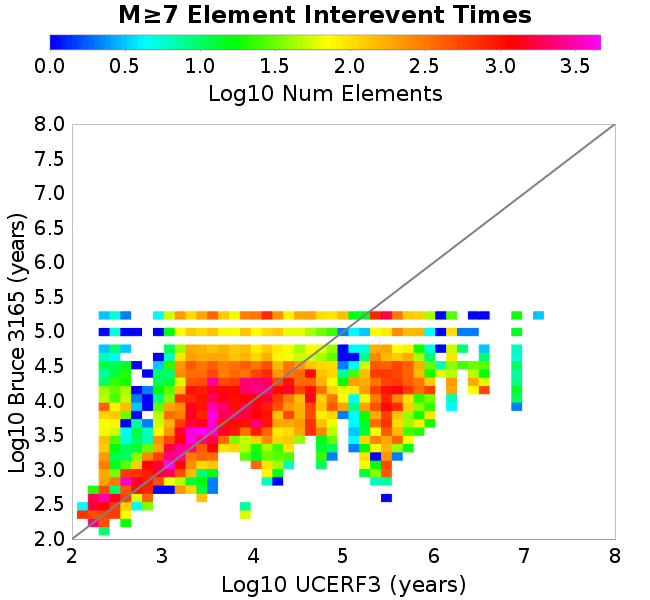 M≥7 Element Interevent Times
0.0 0.5 1.0 1.5 2.0 2.5 3.0 3.5
Log10 Num Elements
8.0
7.5
7.0
6.5
6.0
5.5
5.0
4.5
4.0
3.5
3.0
2.5
2.0
Log10 Bruce 3165 (years)
2 3 4 5 6 7 8
Log10 UCERF3 (years)